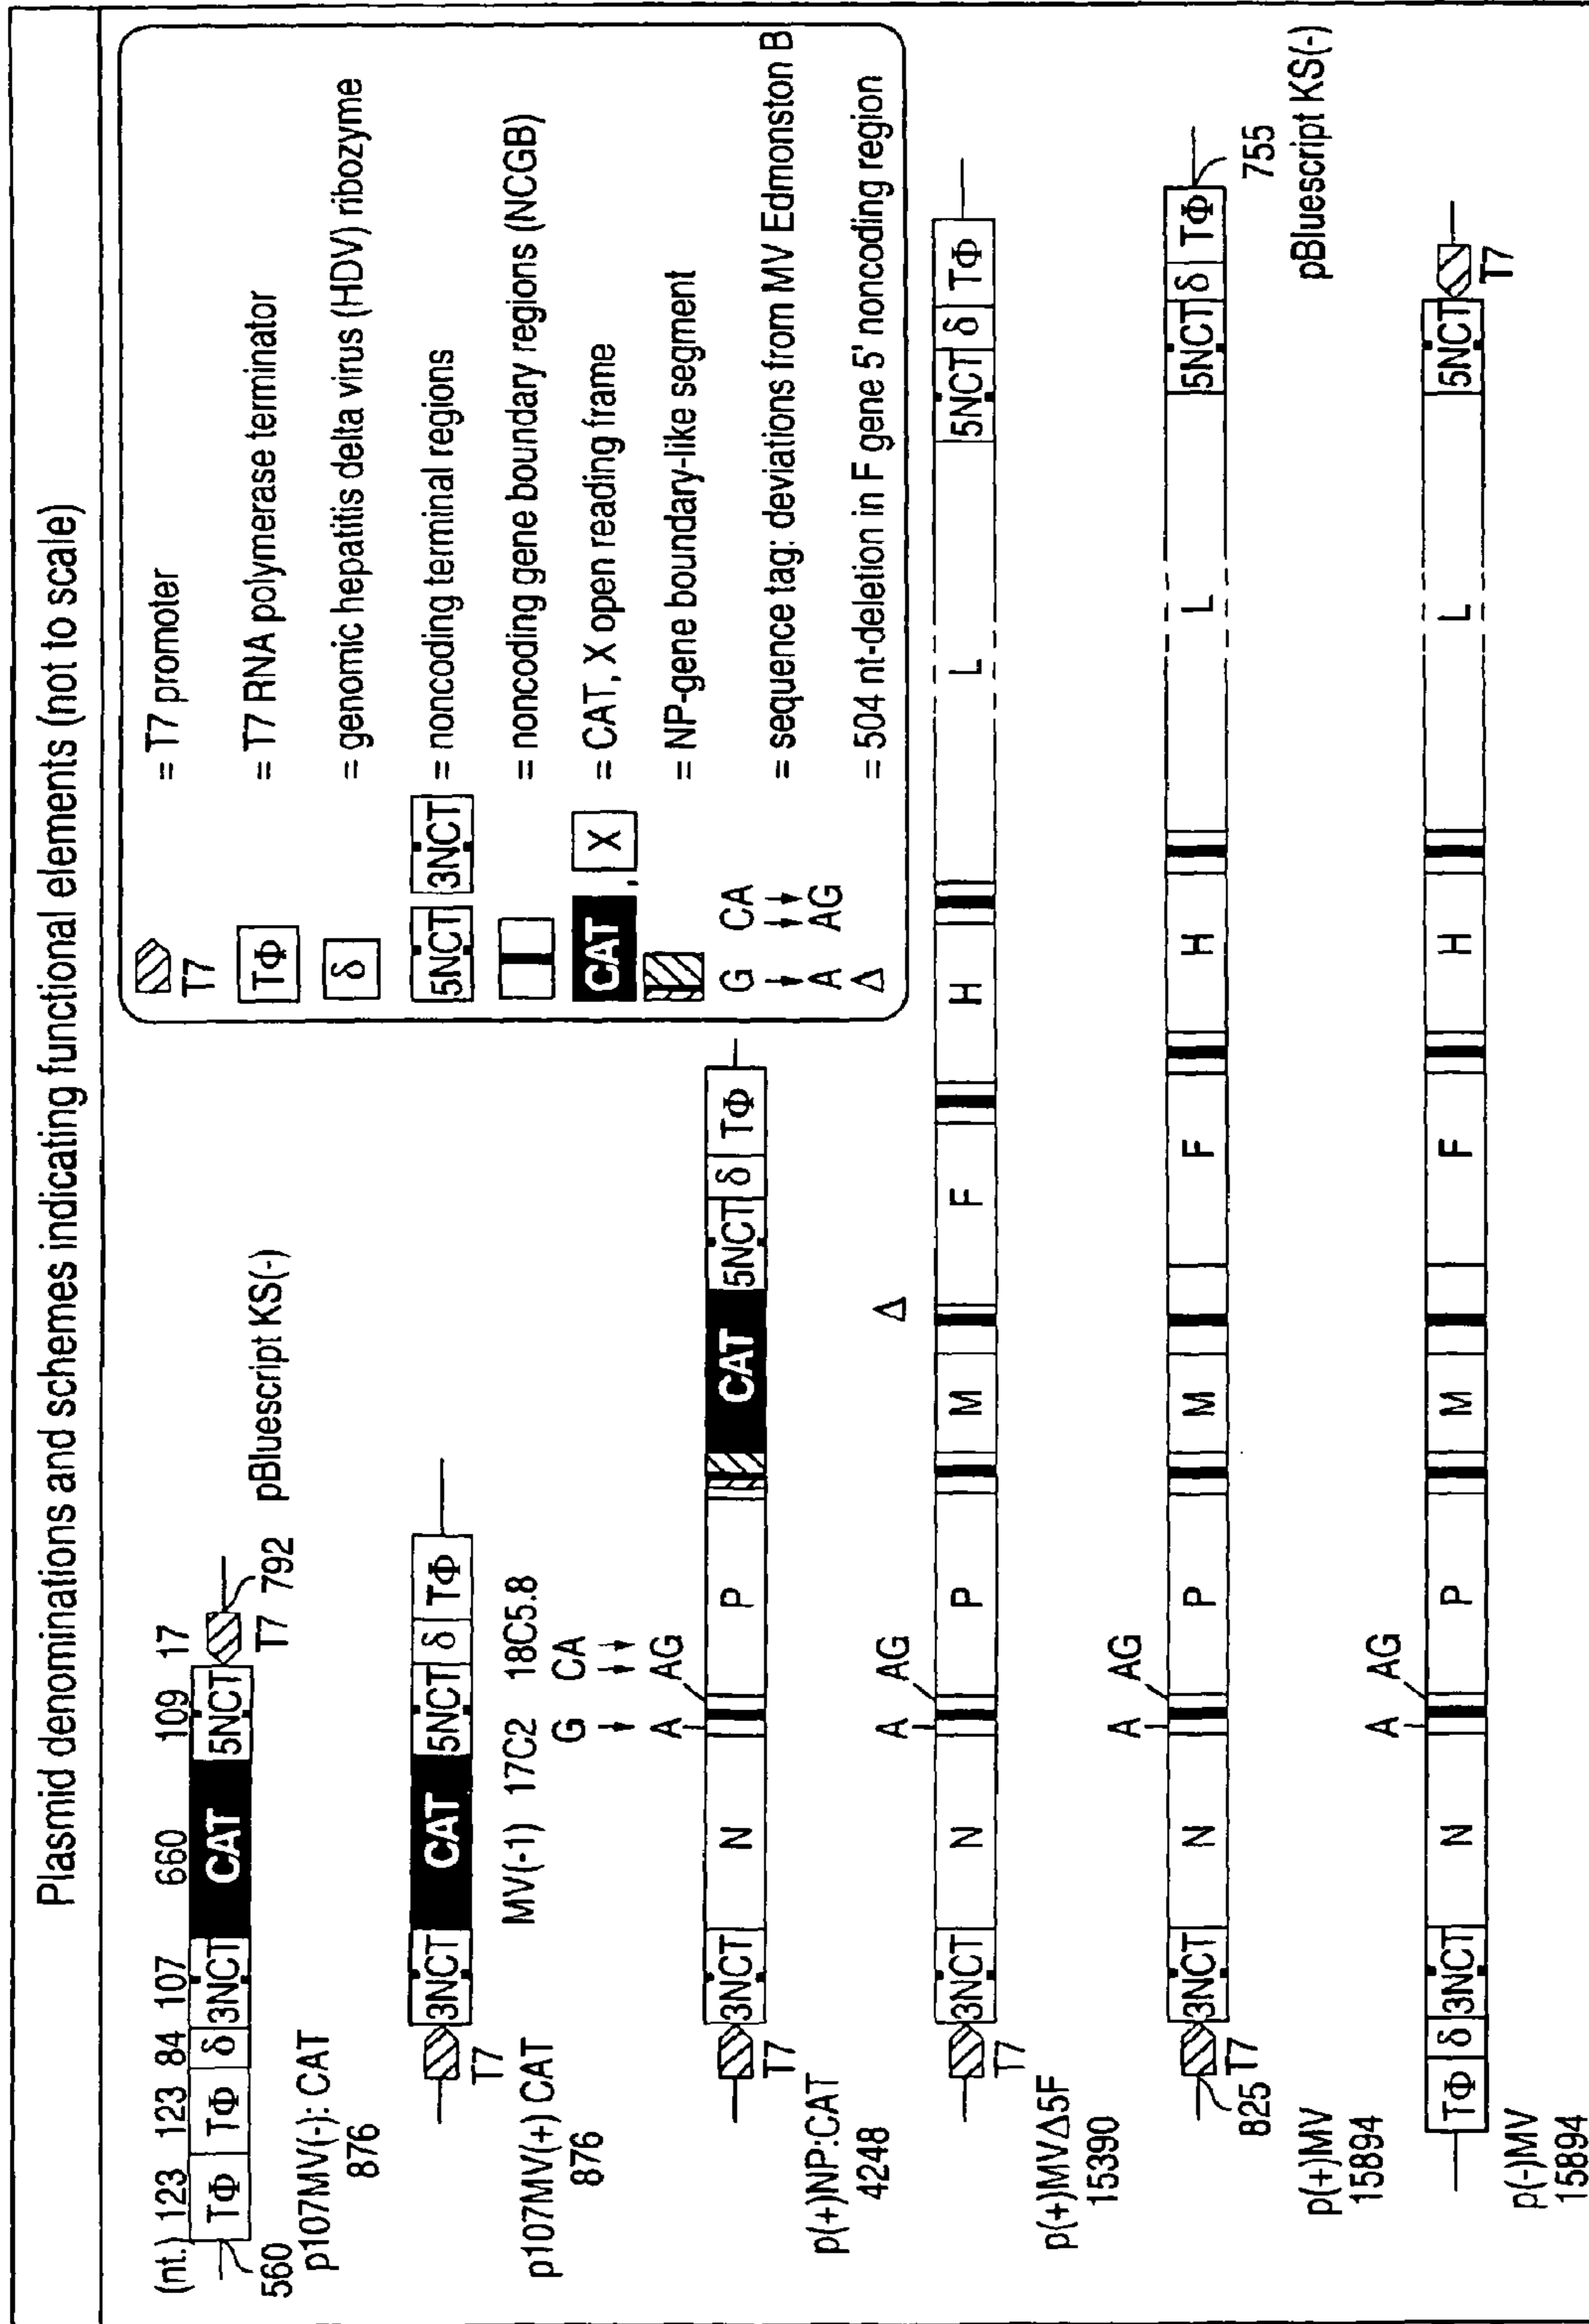 Plasmid denominations and schemes indicating functional elements (not to scale)
(nt.) 123 123 84 107 660 109 17
TΦ TΦ δ 3NCT CAT 5NCT
560
T7 792 pBluescript KS(-)
p107MV(-): CAT
876
3NCT CAT 5NCT δ TΦ
T7
p107MV(+) CAT
876
MV(-1) 17C2 18C5.8
G CA
A AG
3NCT N P CAT 5NCT δ TΦ
T7
p(+)NP:CAT
4248
A AG Δ
3NCT N P M F H L 5NCT δ TΦ
T7
p(+)MVΔ5F
15390
A AG
3NCT N P M F H L 5NCT δ TΦ
825 T7
755
pBluescript KS(-)
p(+)MV
15894
A AG
TΦ δ 3NCT N P M F H L 5NCT
T7
p(-)MV
15894
T7 = T7 promoter
TΦ = T7 RNA polymerase terminator
δ = genomic hepatitis delta virus (HDV) ribozyme
5NCT 3NCT = noncoding terminal regions
= noncoding gene boundary regions (NCGB)
CAT, X = CAT, X open reading frame
= NP-gene boundary-like segment
G CA
A AG = sequence tag: deviations from MV Edmonston B
Δ = 504 nt-deletion in F gene 5' noncoding region